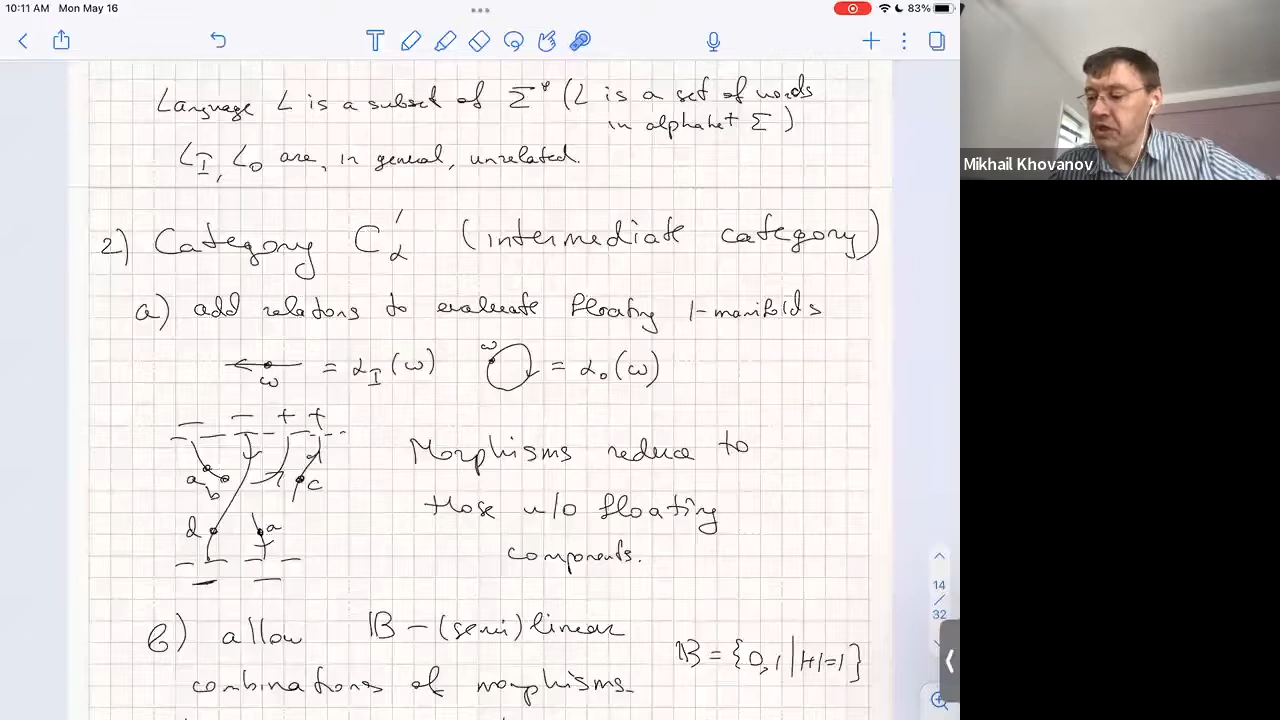 10:11 AM Mon May 16
83%
Language L is a subset of Σ* (L is a set of words
in alphabet Σ)
L_I, L_O are, in general, unrelated.
Mikhail Khovanov
2) Category C'_α (intermediate category)
a) add relatons to evaluate floating 1-manifolds
ω = α_I(ω) ω = α_O(ω)
− − + +
a b c
d a
− −
Morphisms reduce to
those w/o floating
components.
b) allow 𝔹-(semi)linear
𝔹 = {0,1 | 1+1=1}
combinations of morphisms
14
/
32